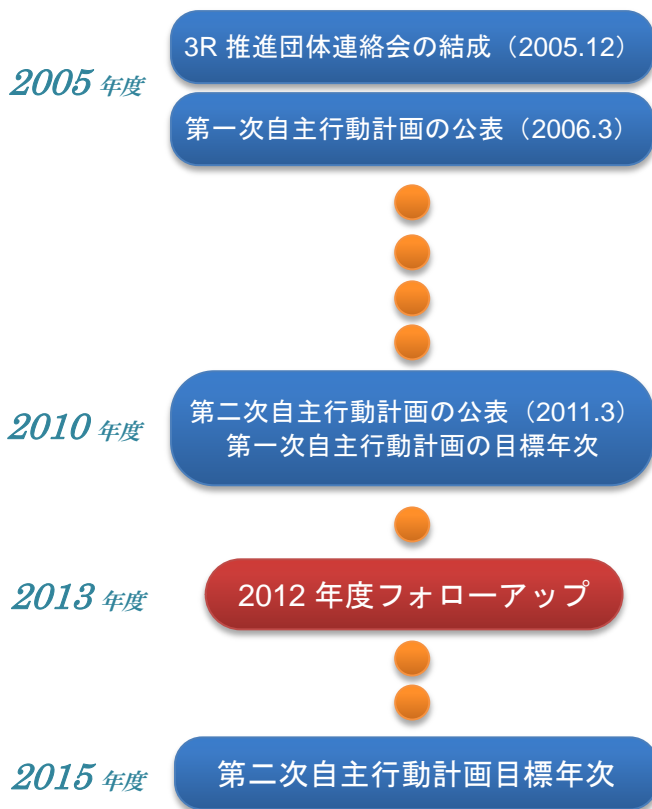 3R 推進団体連絡会の結成（2005.12）
2005 年度
第一次自主行動計画の公表（2006.3）
第二次自主行動計画の公表（2011.3）
2010 年度
第一次自主行動計画の目標年次
2013 年度
2012 年度フォローアップ
2015 年度
第二次自主行動計画目標年次